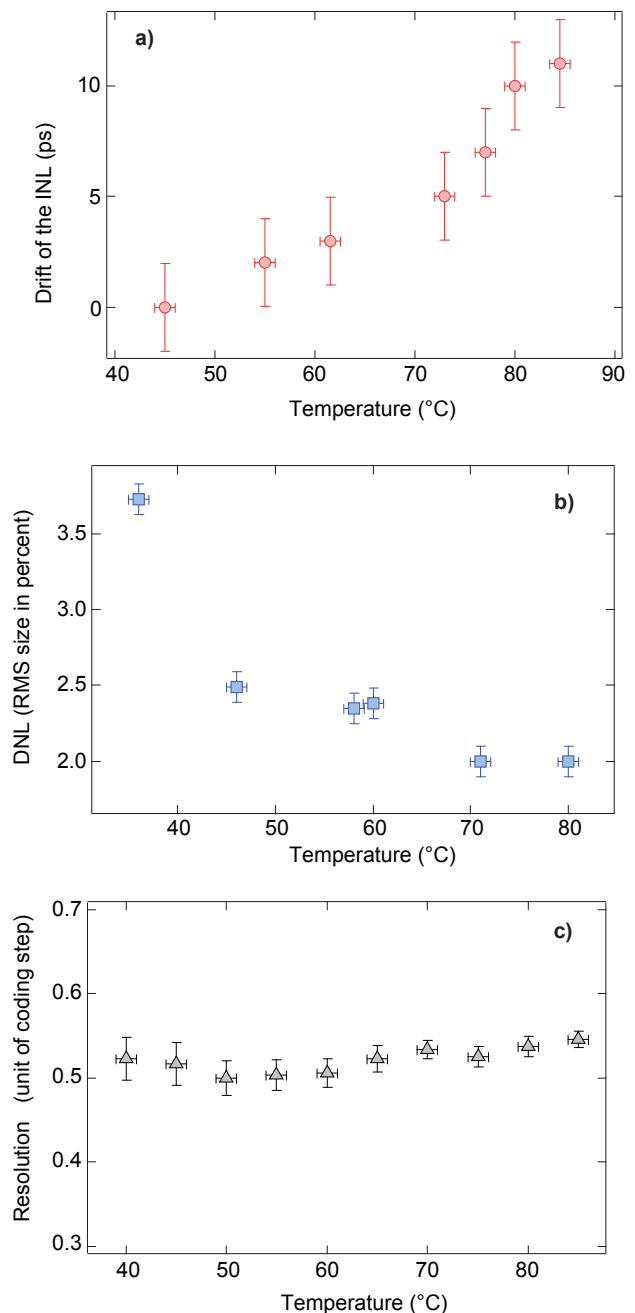 a)
Drift of the INL (ps)
10
5
0
40 50 60 70 80 90
Temperature (°C)
b)
DNL (RMS size in percent)
3.5
3.0
2.5
2.0
40 50 60 70 80
Temperature (°C)
c)
Resolution (unit of coding step)
0.7
0.6
0.5
0.4
0.3
40 50 60 70 80
Temperature (°C)